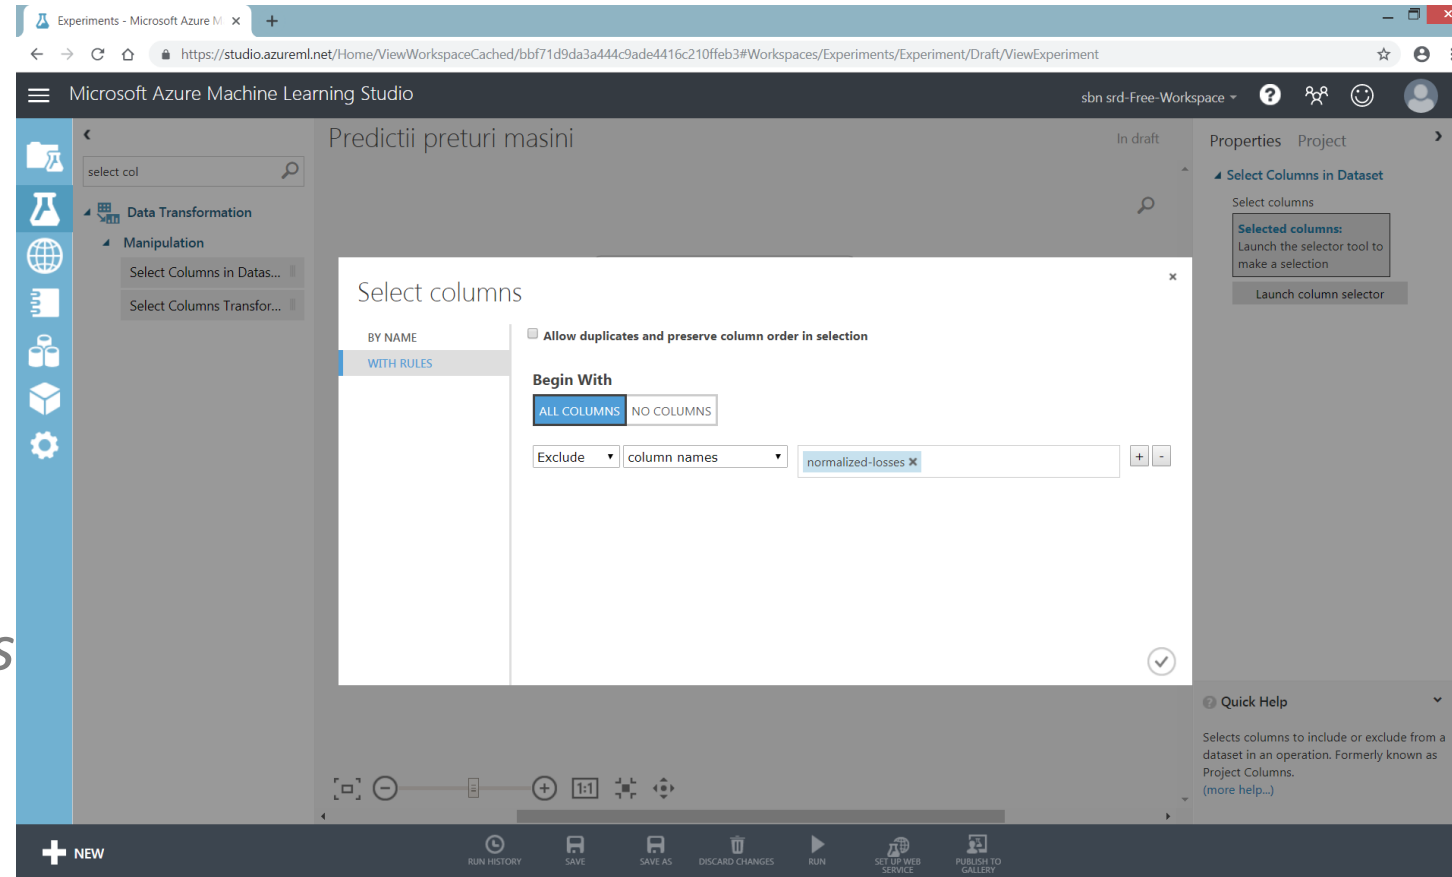 Experiments - Microsoft Azure M
https://studio.azureml.net/Home/ViewWorkspaceCached/bbf71d9da3a444c9ade4416c210ffeb3#Workspaces/Experiments/Experiment/Draft/ViewExperiment
Microsoft Azure Machine Learning Studio
sbn srd-Free-Workspace
select col
Data Transformation
Manipulation
Select Columns in Datas...
Select Columns Transfor...
Predictii preturi masini
In draft
Select columns
BY NAME
WITH RULES
Allow duplicates and preserve column order in selection
Begin With
ALL COLUMNS
NO COLUMNS
Exclude
column names
normalized-losses
+ -
Properties Project
Select Columns in Dataset
Select columns
Selected columns:
Launch the selector tool to
make a selection
Launch column selector
Quick Help
Selects columns to include or exclude from a
dataset in an operation. Formerly known as
Project Columns.
(more help...)
s
1:1
NEW
RUN HISTORY
SAVE
SAVE AS
DISCARD CHANGES
RUN
SET UP WEB
SERVICE
PUBLISH TO
GALLERY